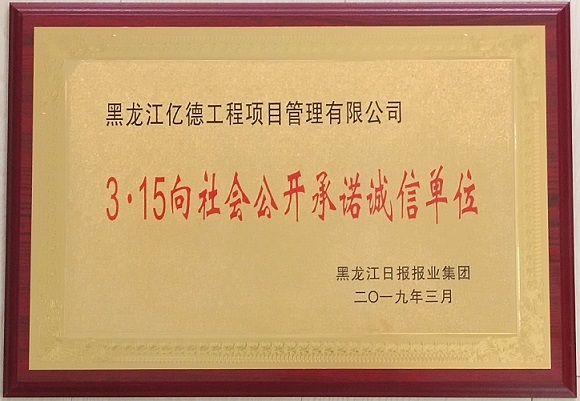 黑龙江亿德工程项目管理有限公司
3·15向社会公开承诺诚信单位
黑龙江日报报业集团
二〇一九年三月